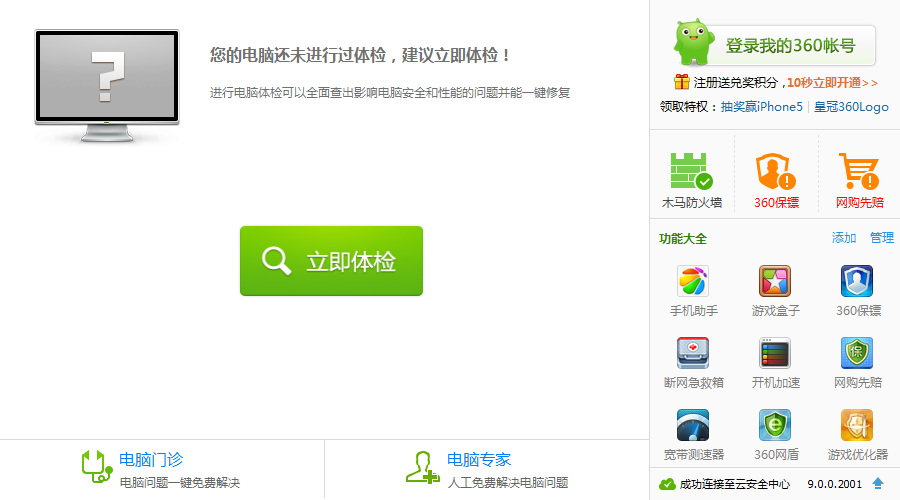 您的电脑还未进行过体检，建议立即体检！
进行电脑体检可以全面查出影响电脑安全和性能的问题并能一键修复
立即体检
电脑门诊
电脑问题一键免费解决
电脑专家
人工免费解决电脑问题
登录我的360帐号
注册送兑奖积分，10秒立即开通>>
领取特权：抽奖赢iPhone5 | 皇冠360Logo
木马防火墙
360保镖
网购先赔
功能大全 添加 管理
手机助手 游戏盒子 360保镖
断网急救箱 开机加速 网购先赔
宽带测速器 360网盾 游戏优化器
成功连接至云安全中心 9.0.0.2001